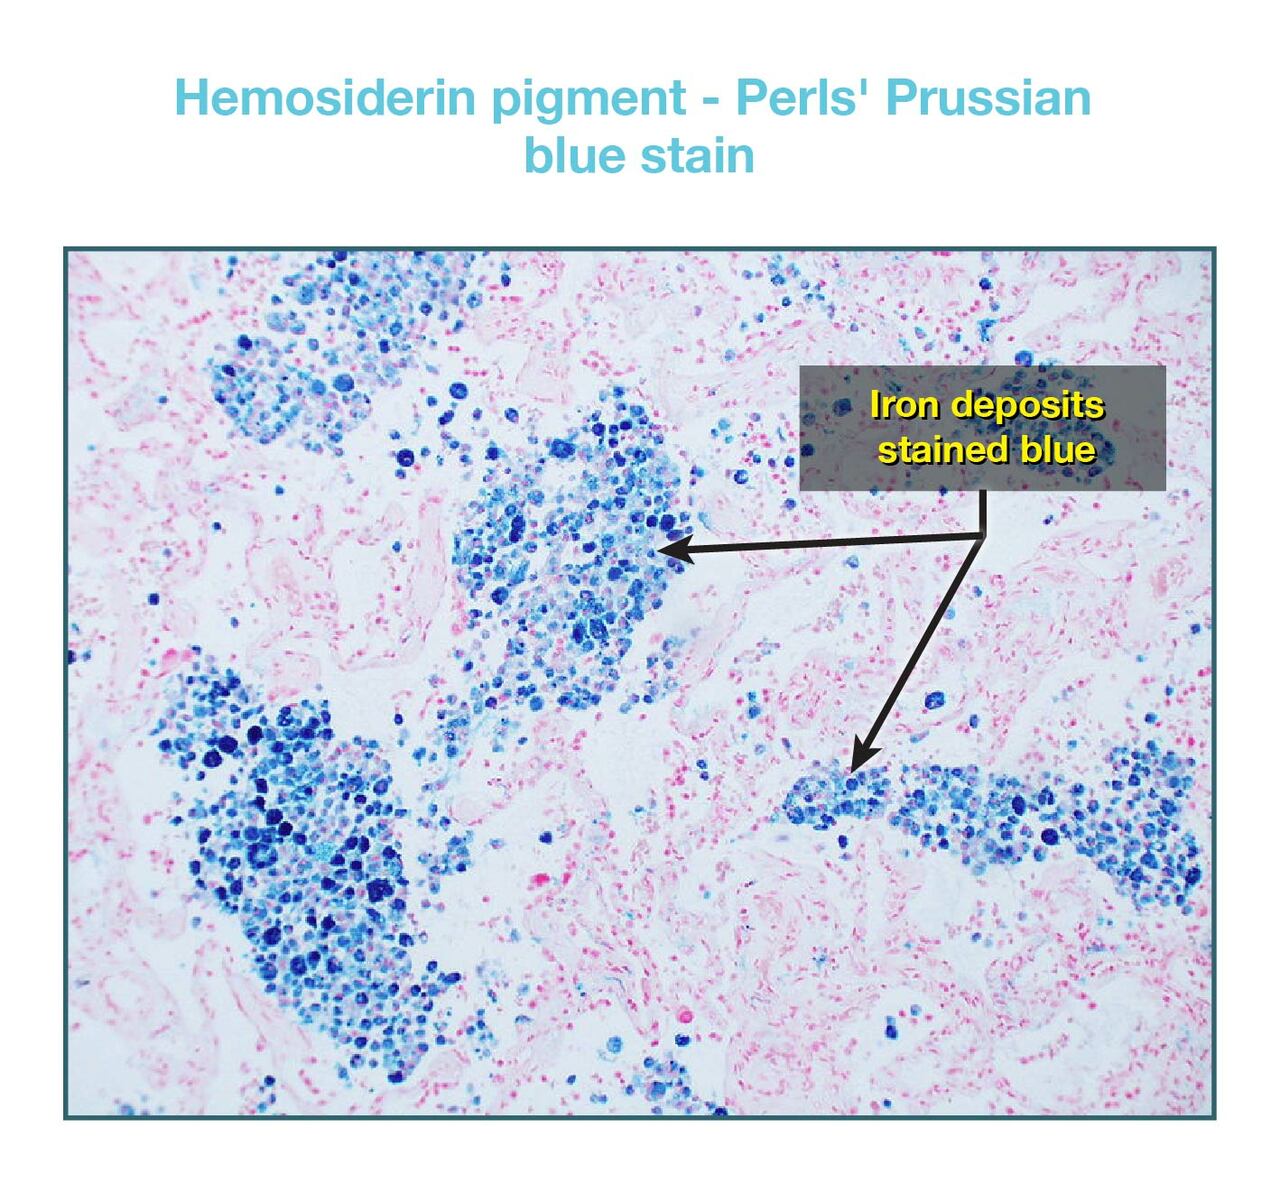 Hemosiderin pigment - Perls' Prussian
blue stain
Iron deposits
stained blue